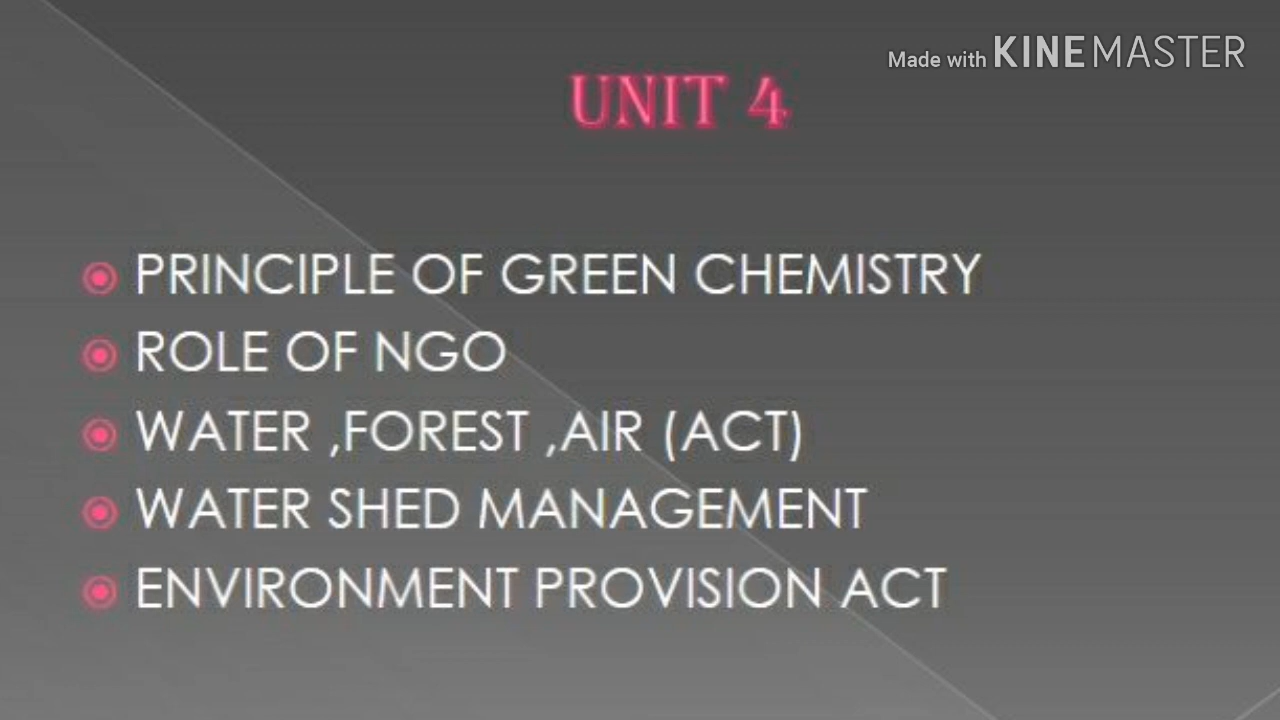 Made with KINEMASTER
UNIT 4
PRINCIPLE OF GREEN CHEMISTRY
ROLE OF NGO
WATER ,FOREST ,AIR (ACT)
WATER SHED MANAGEMENT
ENVIRONMENT PROVISION ACT